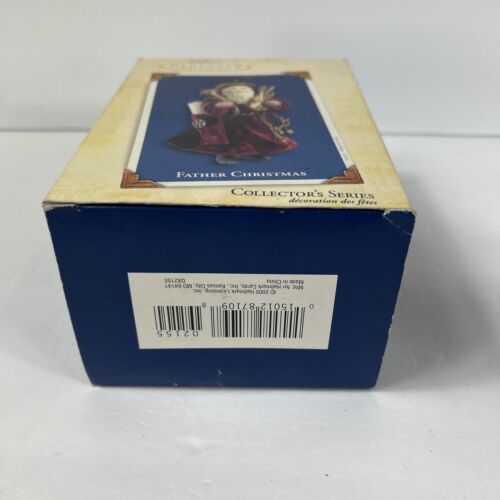 KEEPSAKE
FATHER CHRISTMAS
COLLECTOR'S SERIES
décoration des fêtes
© 2005 Hallmark Licensing, Inc.
Mfd. for Hallmark Cards, Inc., Kansas City, MO 64141
Made in China
QX2155
0 15012 87109 8
02155